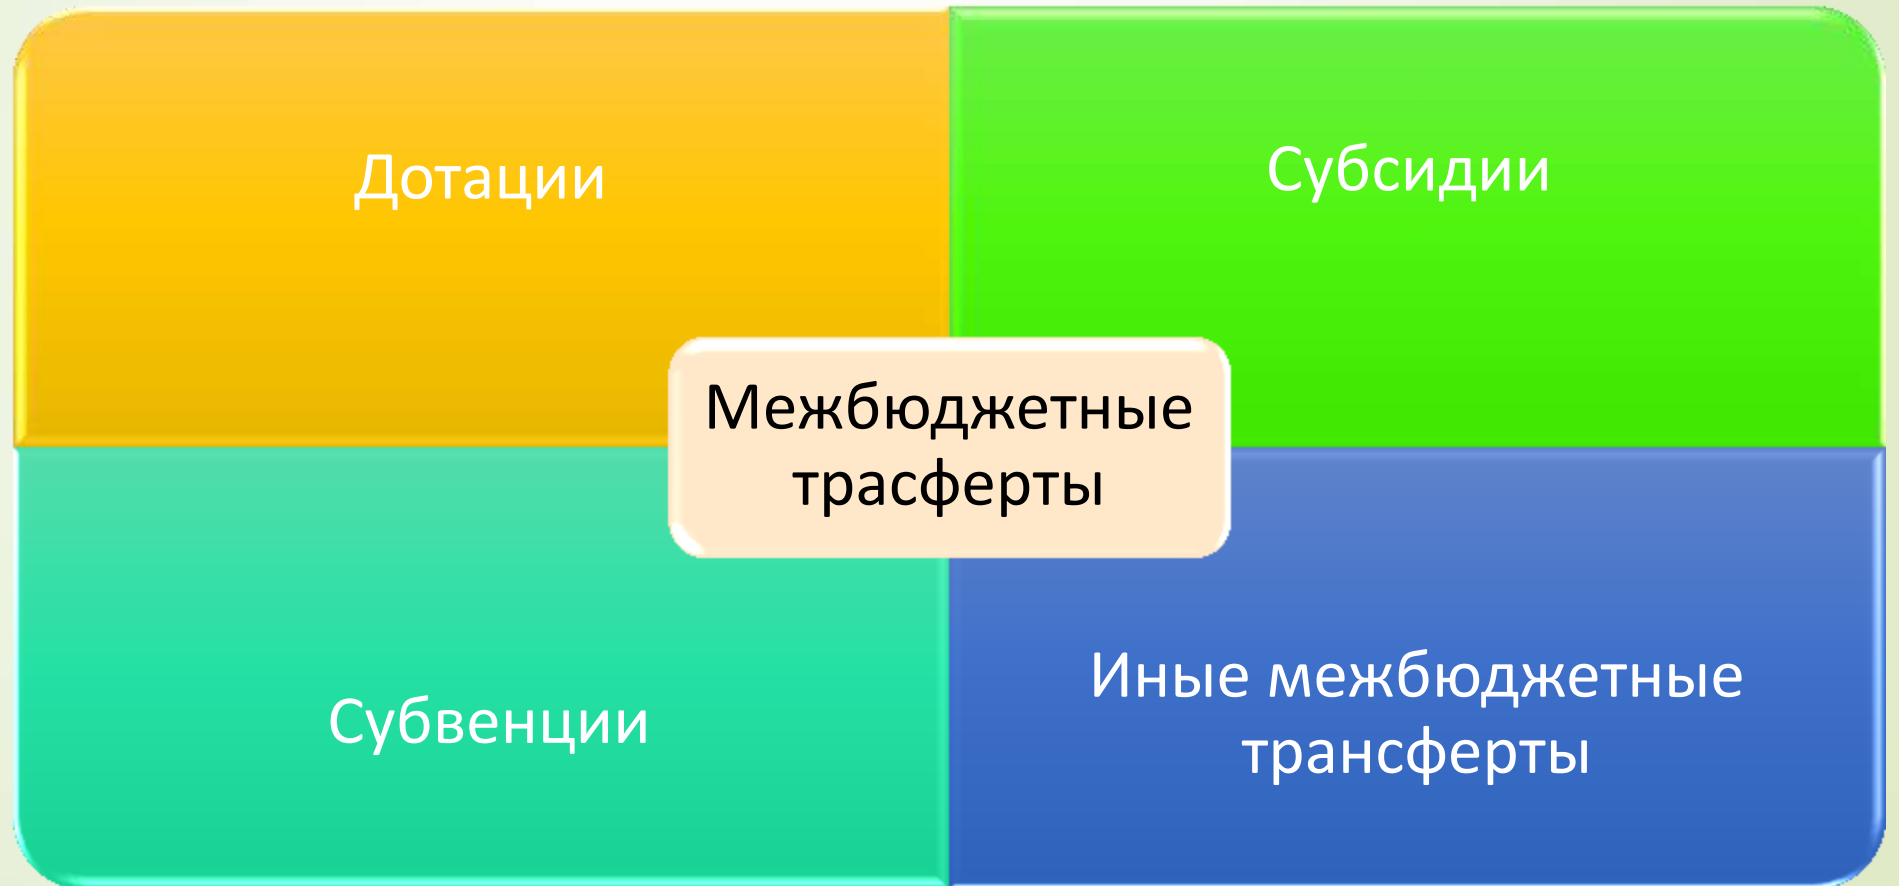 Дотации
Субсидии
Межбюджетные
трасферты
Субвенции
Иные межбюджетные
трансферты